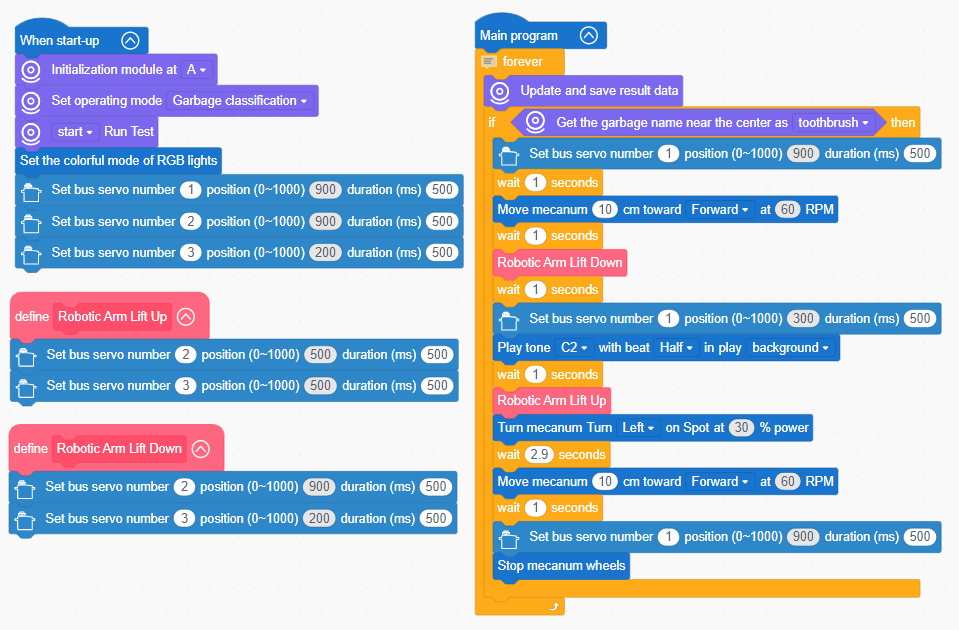 When start-up
Initialization module at A
Set operating mode Garbage classification
start Run Test
Set the colorful mode of RGB lights
Set bus servo number 1 position (0~1000) 900 duration (ms) 500
Set bus servo number 2 position (0~1000) 900 duration (ms) 500
Set bus servo number 3 position (0~1000) 200 duration (ms) 500
define Robotic Arm Lift Up
Set bus servo number 2 position (0~1000) 500 duration (ms) 500
Set bus servo number 3 position (0~1000) 500 duration (ms) 500
define Robotic Arm Lift Down
Set bus servo number 2 position (0~1000) 900 duration (ms) 500
Set bus servo number 3 position (0~1000) 200 duration (ms) 500
Main program
forever
Update and save result data
if Get the garbage name near the center as toothbrush then
Set bus servo number 1 position (0~1000) 900 duration (ms) 500
wait 1 seconds
Move mecanum 10 cm toward Forward at 60 RPM
wait 1 seconds
Robotic Arm Lift Down
wait 1 seconds
Set bus servo number 1 position (0~1000) 300 duration (ms) 500
Play tone C2 with beat Half in play background
wait 1 seconds
Robotic Arm Lift Up
Turn mecanum Turn Left on Spot at 30 % power
wait 2.9 seconds
Move mecanum 10 cm toward Forward at 60 RPM
wait 1 seconds
Set bus servo number 1 position (0~1000) 900 duration (ms) 500
Stop mecanum wheels